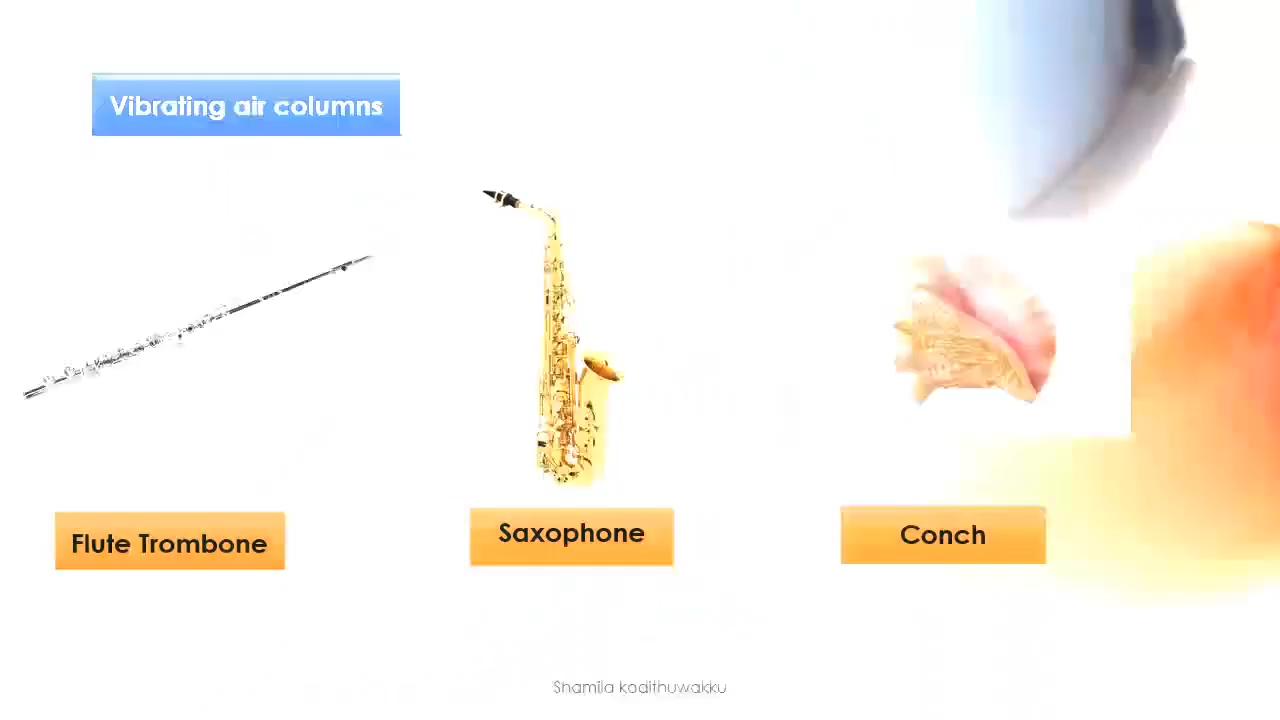 Vibrating air columns
Flute Trombone
Saxophone
Conch
Shamila kodithuwakku